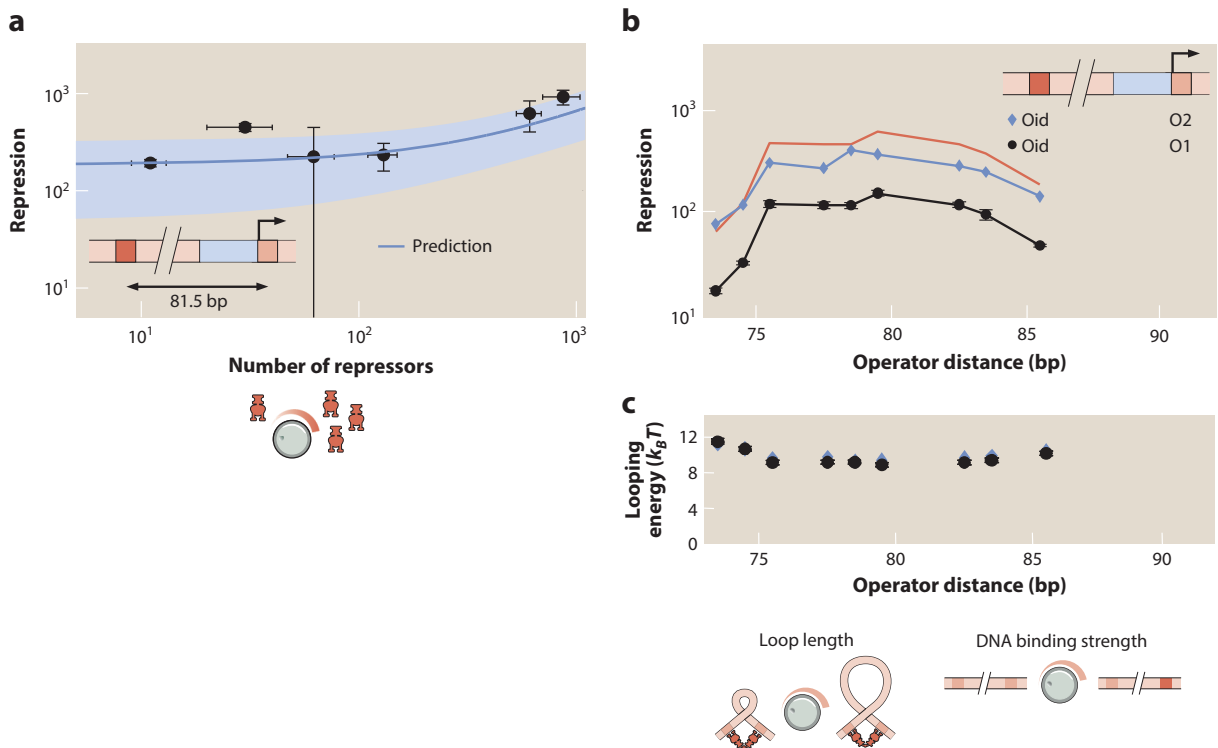 a
Repression
10³
10²
10¹
Prediction
81.5 bp
10¹
10²
10³
Number of repressors
b
Repression
10³
10²
10¹
Oid
O2
Oid
O1
75
80
85
90
Operator distance (bp)
c
Looping
energy (k_BT)
12
8
4
0
75
80
85
90
Operator distance (bp)
Loop length
DNA binding strength